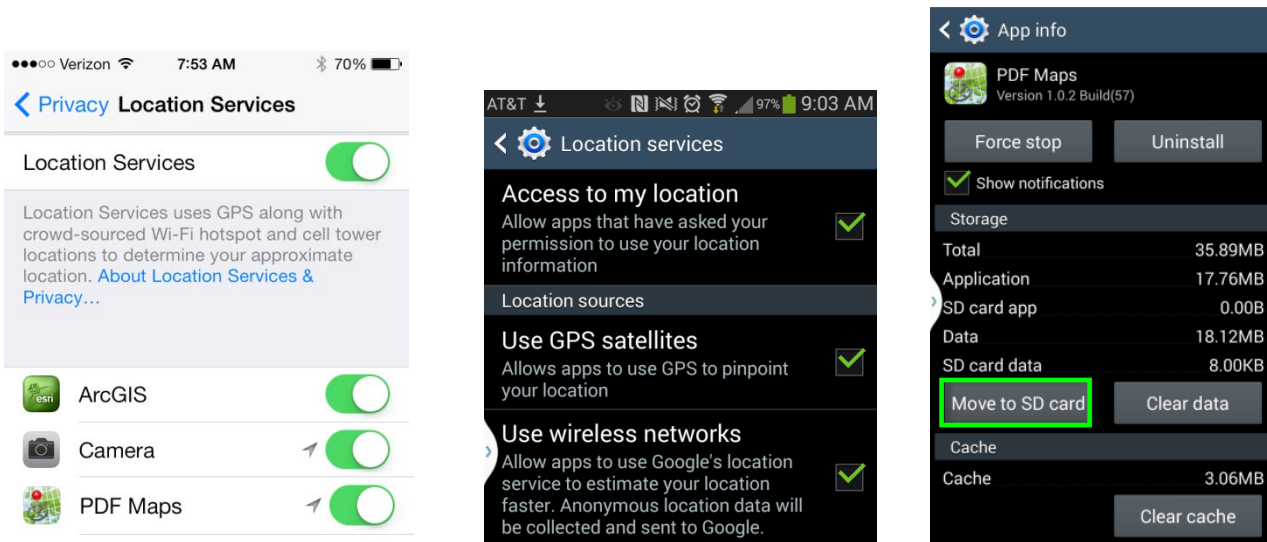 Verizon 7:53 AM 70%
Privacy Location Services
Location Services
Location Services uses GPS along with
crowd-sourced Wi-Fi hotspot and cell tower
locations to determine your approximate
location. About Location Services &
Privacy...
esri ArcGIS
Camera
PDF Maps
AT&T 97% 9:03 AM
Location services
Access to my location
Allow apps that have asked your
permission to use your location
information
Location sources
Use GPS satellites
Allows apps to use GPS to pinpoint
your location
Use wireless networks
Allow apps to use Google's location
service to estimate your location
faster. Anonymous location data will
be collected and sent to Google.
App info
PDF Maps
Version 1.0.2 Build(57)
Force stop Uninstall
Show notifications
Storage
Total 35.89MB
Application 17.76MB
SD card app 0.00B
Data 18.12MB
SD card data 8.00KB
Move to SD card Clear data
Cache
Cache 3.06MB
Clear cache